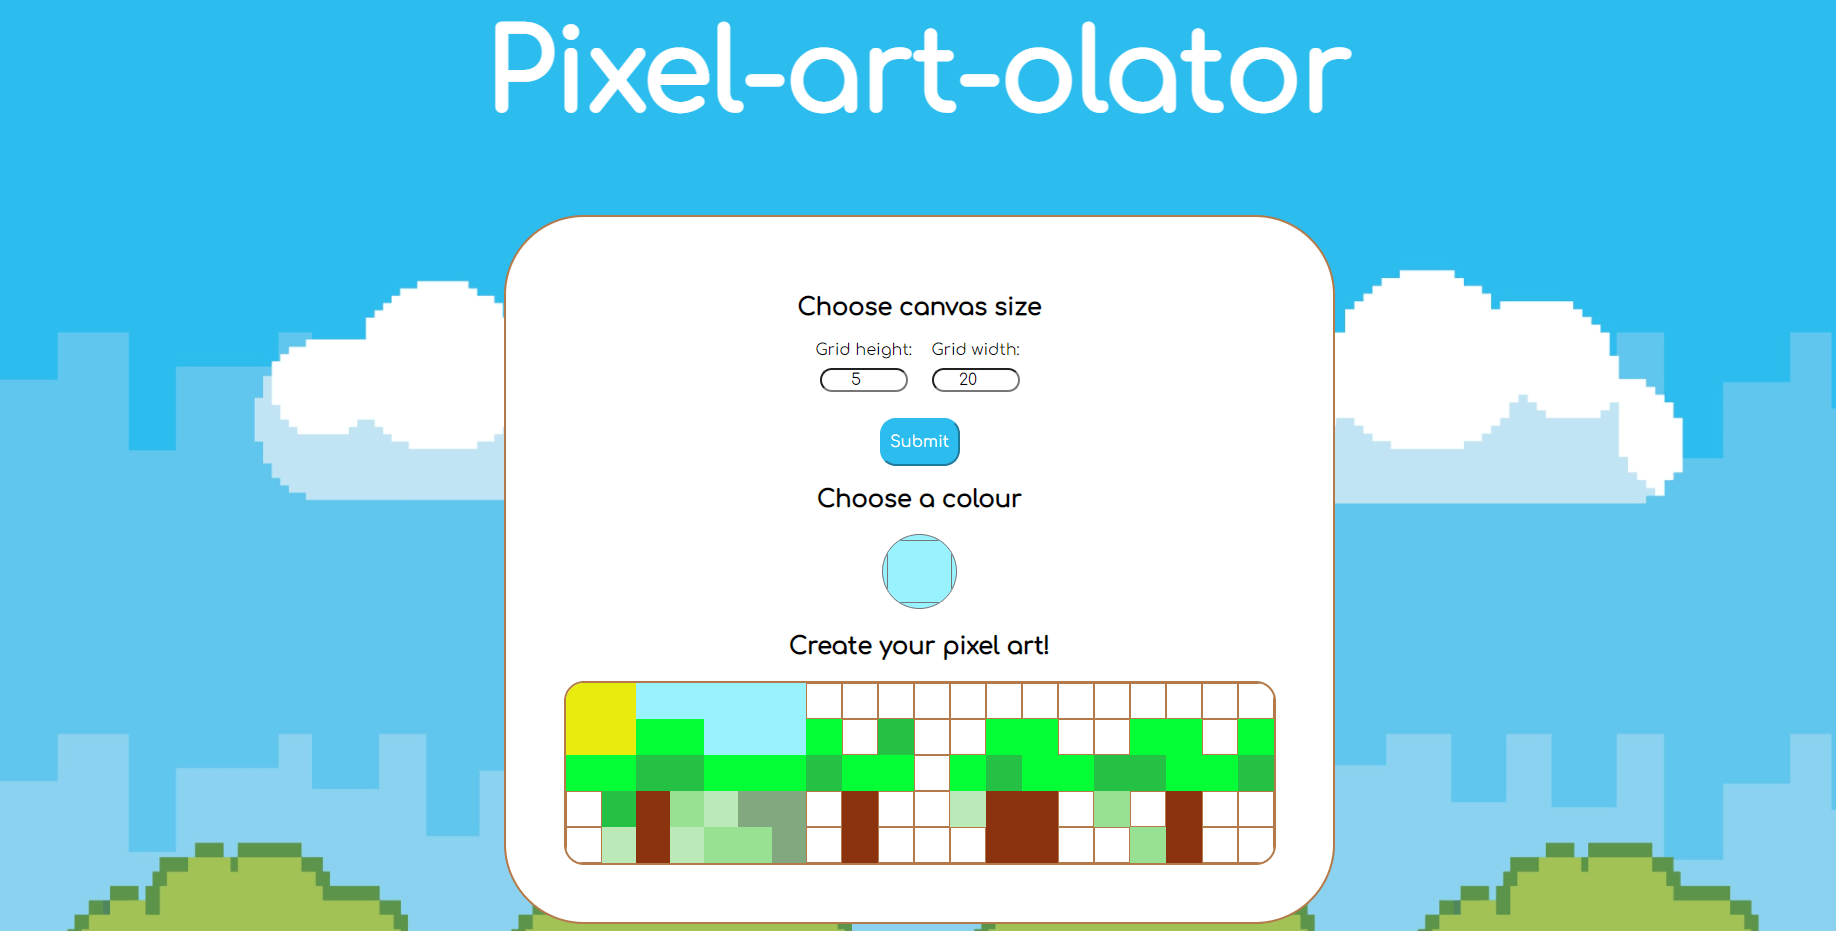 Pixel-art-olator
Choose canvas size
Grid height: Grid width:
5 20
Submit
Choose a colour
Create your pixel art!